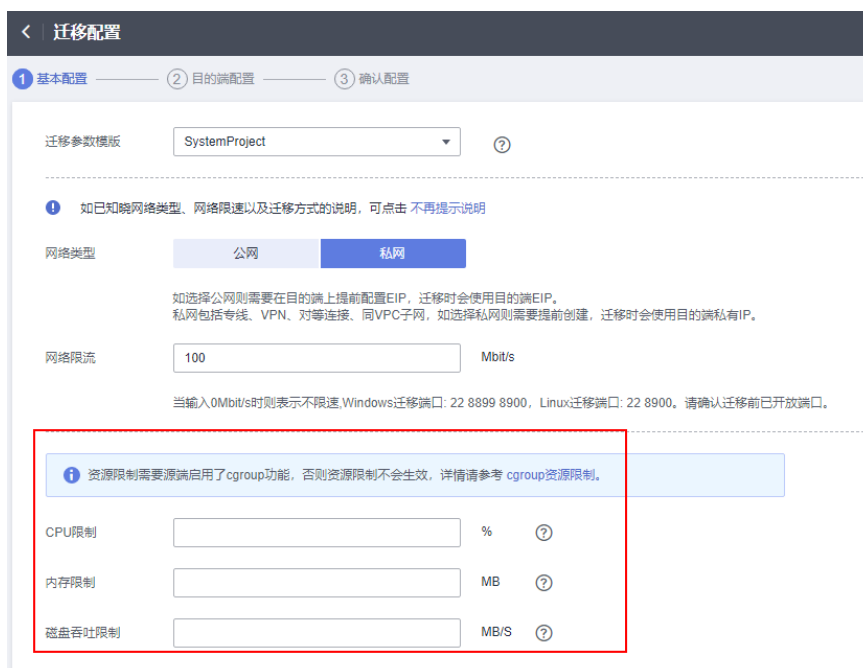 迁移配置
1 基本配置 2 目的端配置 3 确认配置
迁移参数模版 SystemProject ?
! 如已知晓网络类型、网络限速以及迁移方式的说明，可点击 不再提示说明
网络类型 公网 私网
如选择公网则需要在目的端上提前配置EIP，迁移时会使用目的端EIP。
私网包括专线、VPN、对等连接、同VPC子网，如选择私网则需要提前创建，迁移时会使用目的端私有IP。
网络限流 100 Mbit/s
当输入0Mbit/s时则表示不限速,Windows迁移端口: 22 8899 8900，Linux迁移端口: 22 8900。请确认迁移前已开放端口。
i 资源限制需要源端启用了cgroup功能，否则资源限制不会生效，详情请参考 cgroup资源限制。
CPU限制 % ?
内存限制 MB ?
磁盘吞吐限制 MB/S ?